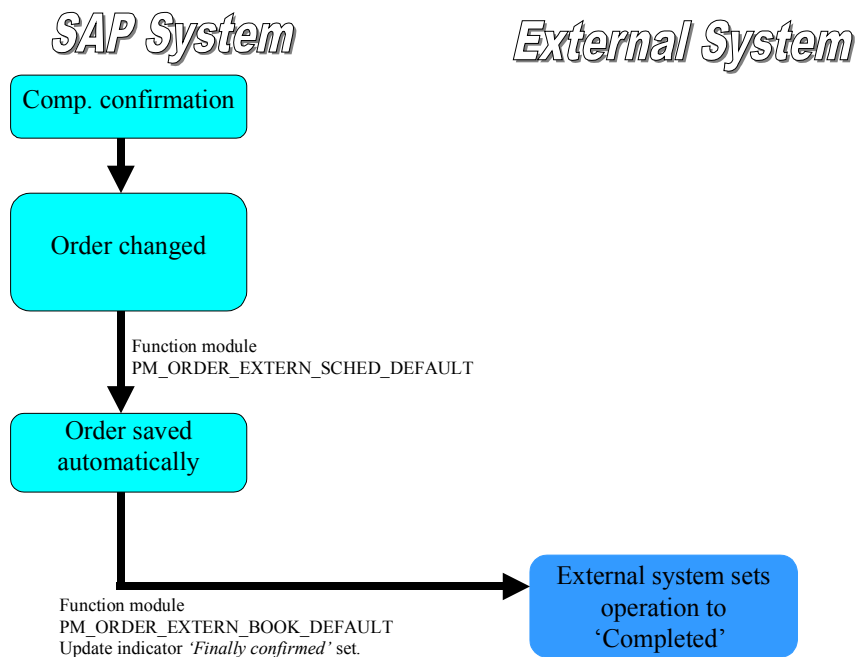 SAP System
External System
Comp. confirmation
Order changed
Function module
PM_ORDER_EXTERN_SCHED_DEFAULT
Order saved
automatically
External system sets
operation to
‘Completed’
Function module
PM_ORDER_EXTERN_BOOK_DEFAULT
Update indicator ‘Finally confirmed’ set.